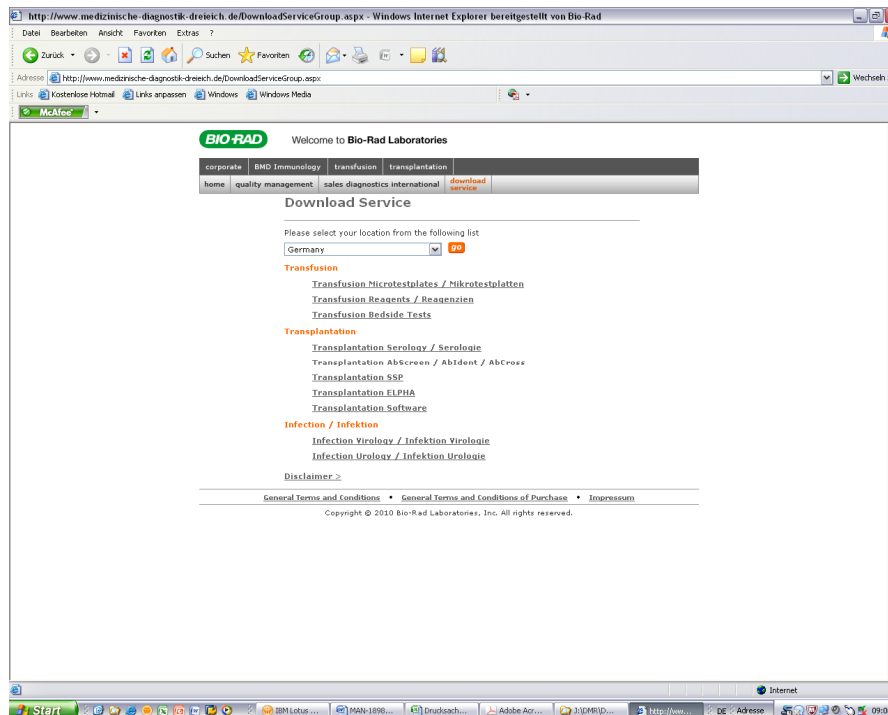 http://www.medizinische-diagnostik-dreieich.de/DownloadServiceGroup.aspx - Windows Internet Explorer bereitgestellt von Bio-Rad
Datei Bearbeiten Ansicht Favoriten Extras ?
Zurück Suchen Favoriten
Adresse http://www.medizinische-diagnostik-dreieich.de/DownloadServiceGroup.aspx Wechseln
Links Kostenlose Hotmail Links anpassen Windows Windows Media
McAfee
BIO-RAD Welcome to Bio-Rad Laboratories
corporate BMD Immunology transfusion transplantation
home quality management sales diagnostics international download service
Download Service
Please select your location from the following list
Germany go
Transfusion
Transfusion Microtestplates / Mikrotestplatten
Transfusion Reagents / Reagenzien
Transfusion Bedside Tests
Transplantation
Transplantation Serology / Serologie
Transplantation AbScreen / AbIdent / AbCross
Transplantation SSP
Transplantation ELPHA
Transplantation Software
Infection / Infektion
Infection Virology / Infektion Virologie
Infection Urology / Infektion Urologie
Disclaimer >
General Terms and Conditions • General Terms and Conditions of Purchase • Impressum
Copyright © 2010 Bio-Rad Laboratories, Inc. All rights reserved.
Internet
Start IBM Lotus ... MAN-1898... Drucksach... Adobe Acr... J:\DMR\D... http://ww... DE Adresse 09:0